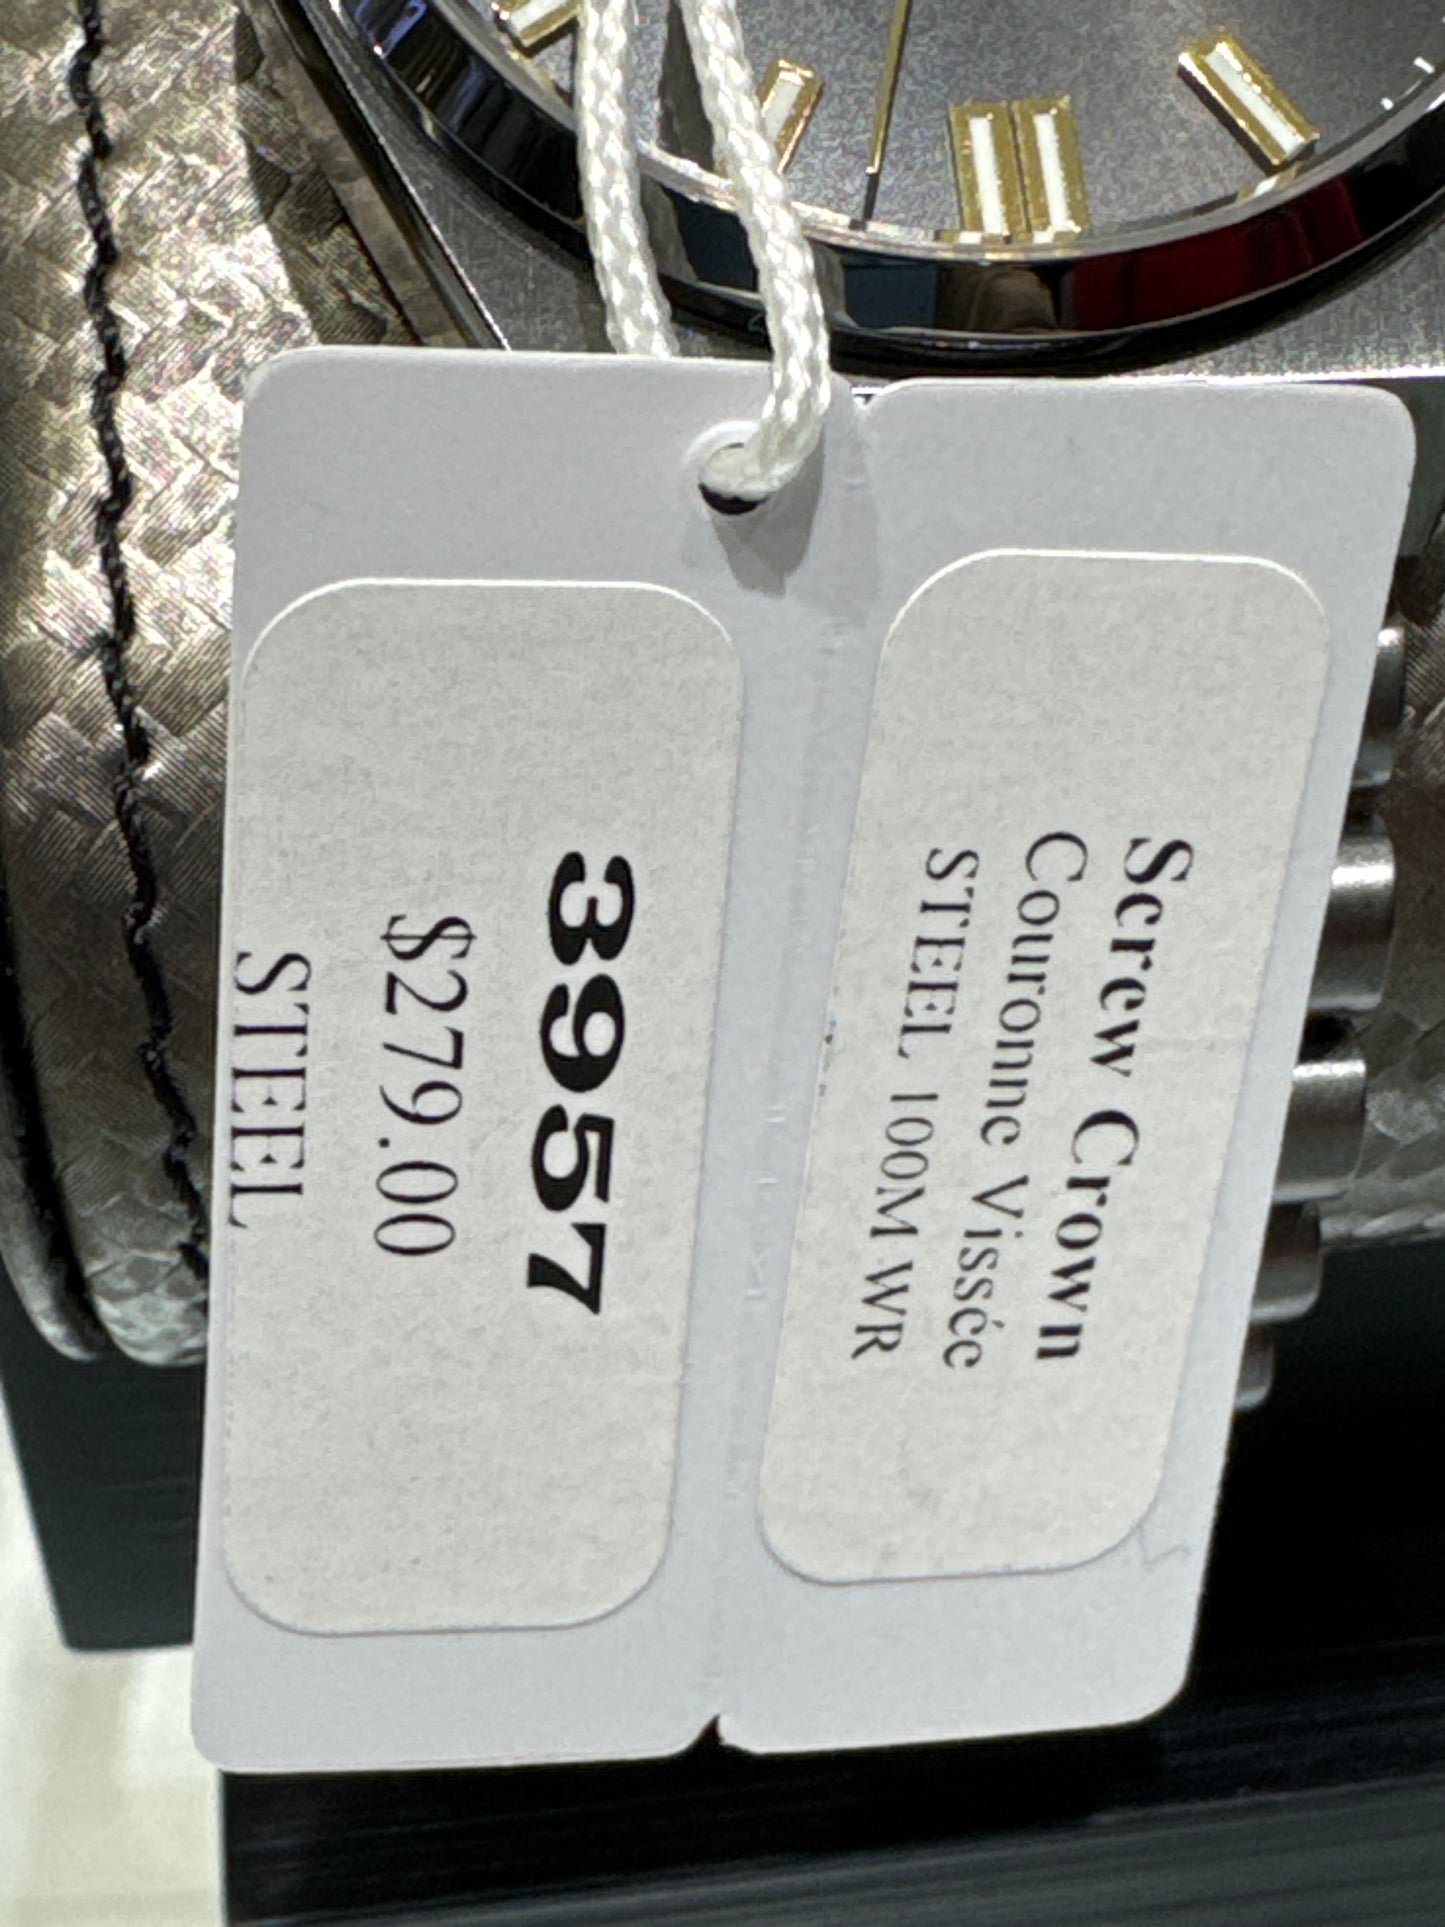 Screw Crown
Couronne Vissée
STEEL 100M WR
3957
$279.00
STEEL